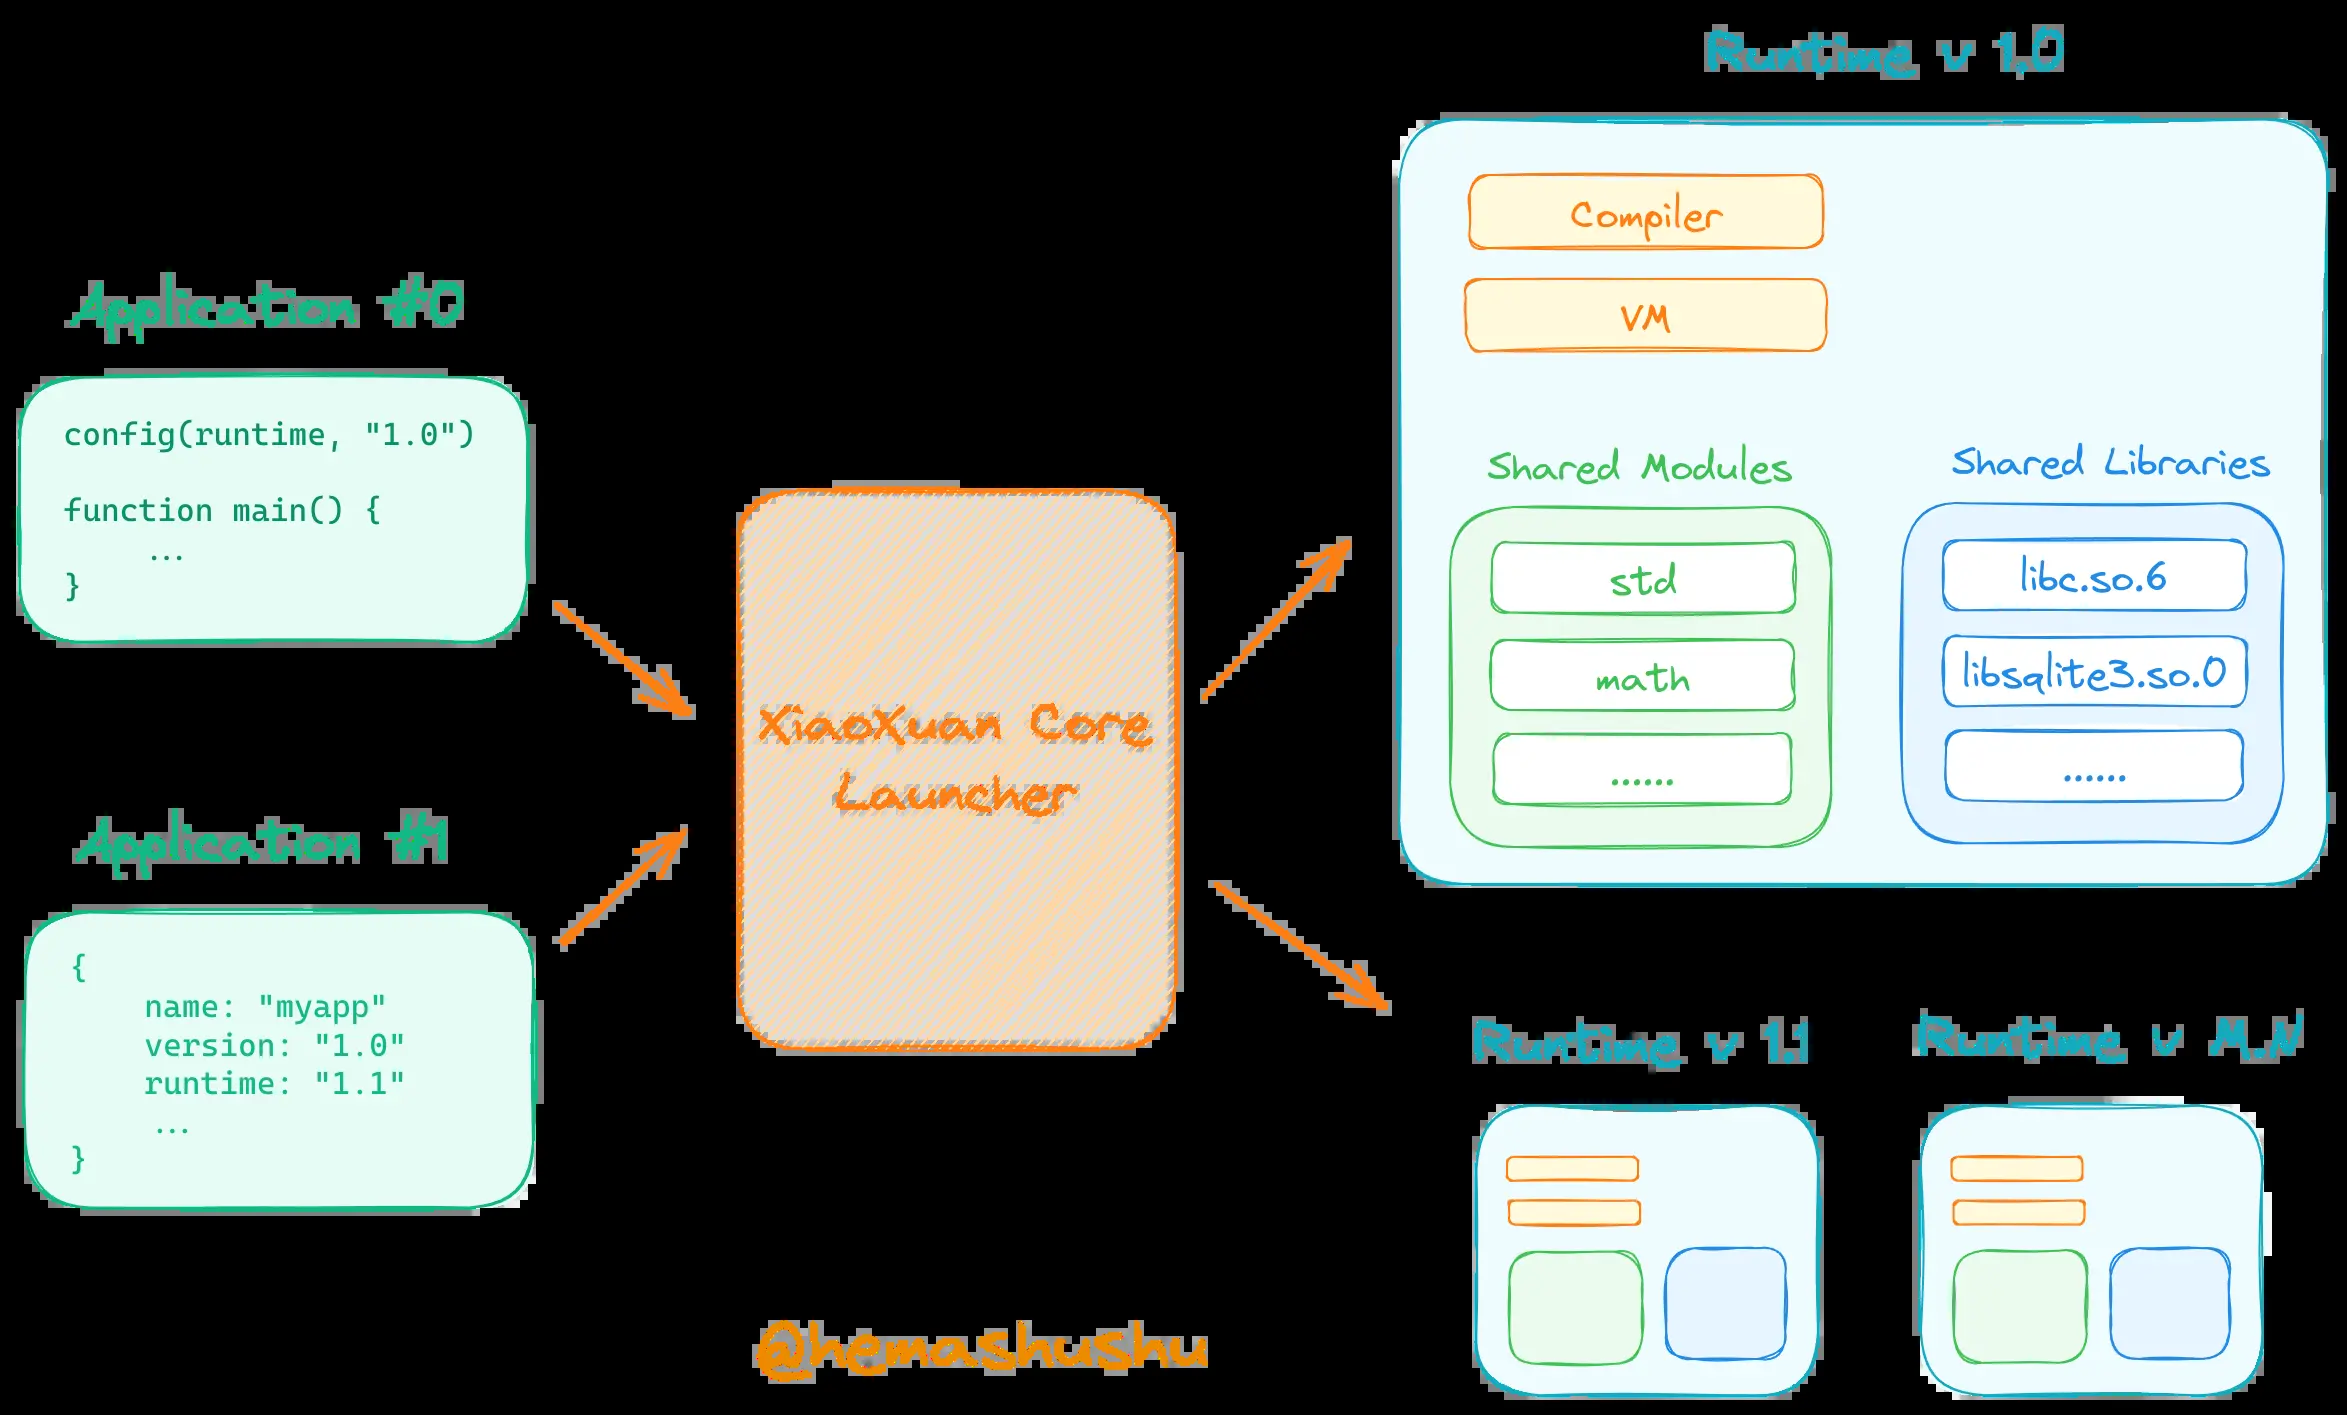 Application #0
config(runtime, "1.0")
function main() {
...
}
Application #1
{
name: "myapp"
version: "1.0"
runtime: "1.1"
...
}
XiaoXuan Core
Launcher
@hemashushu
Runtime v 1.0
Compiler
VM
Shared Modules
std
math
......
Shared Libraries
libc.so.6
libsqlite3.so.0
......
Runtime v 1.1
Runtime v M.N